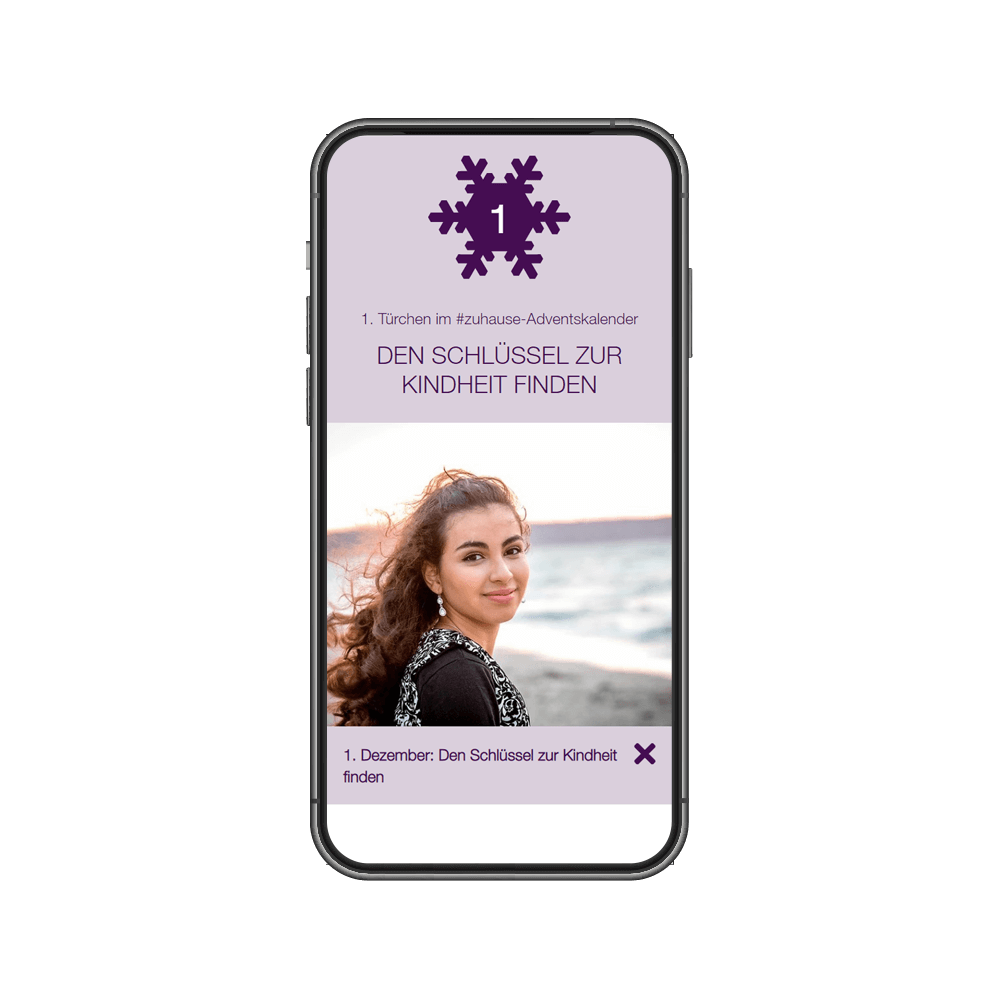 1
1. Türchen im #zuhause-Adventskalender
DEN SCHLÜSSEL ZUR
KINDHEIT FINDEN
1. Dezember: Den Schlüssel zur Kindheit
finden